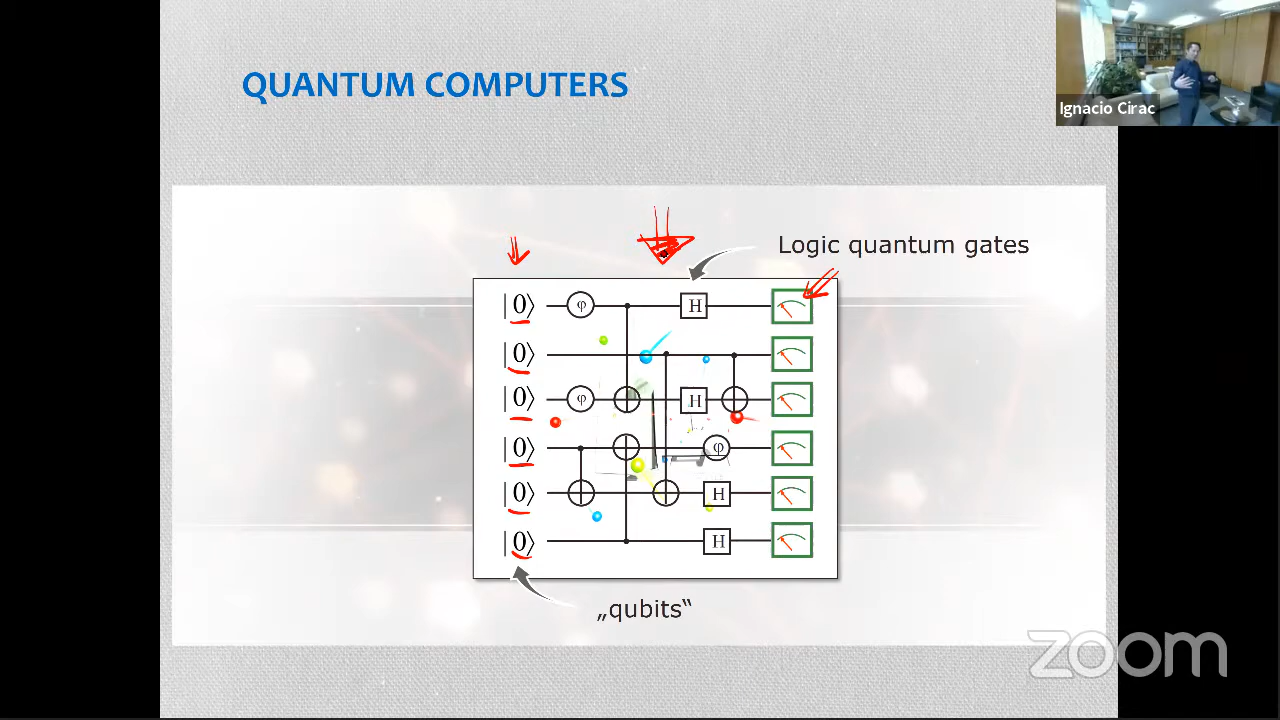 QUANTUM COMPUTERS
Ignacio Cirac
Logic quantum gates
|0⟩ φ H
|0⟩
|0⟩ φ H
|0⟩ φ
|0⟩ H
|0⟩ H
„qubits“
zoom